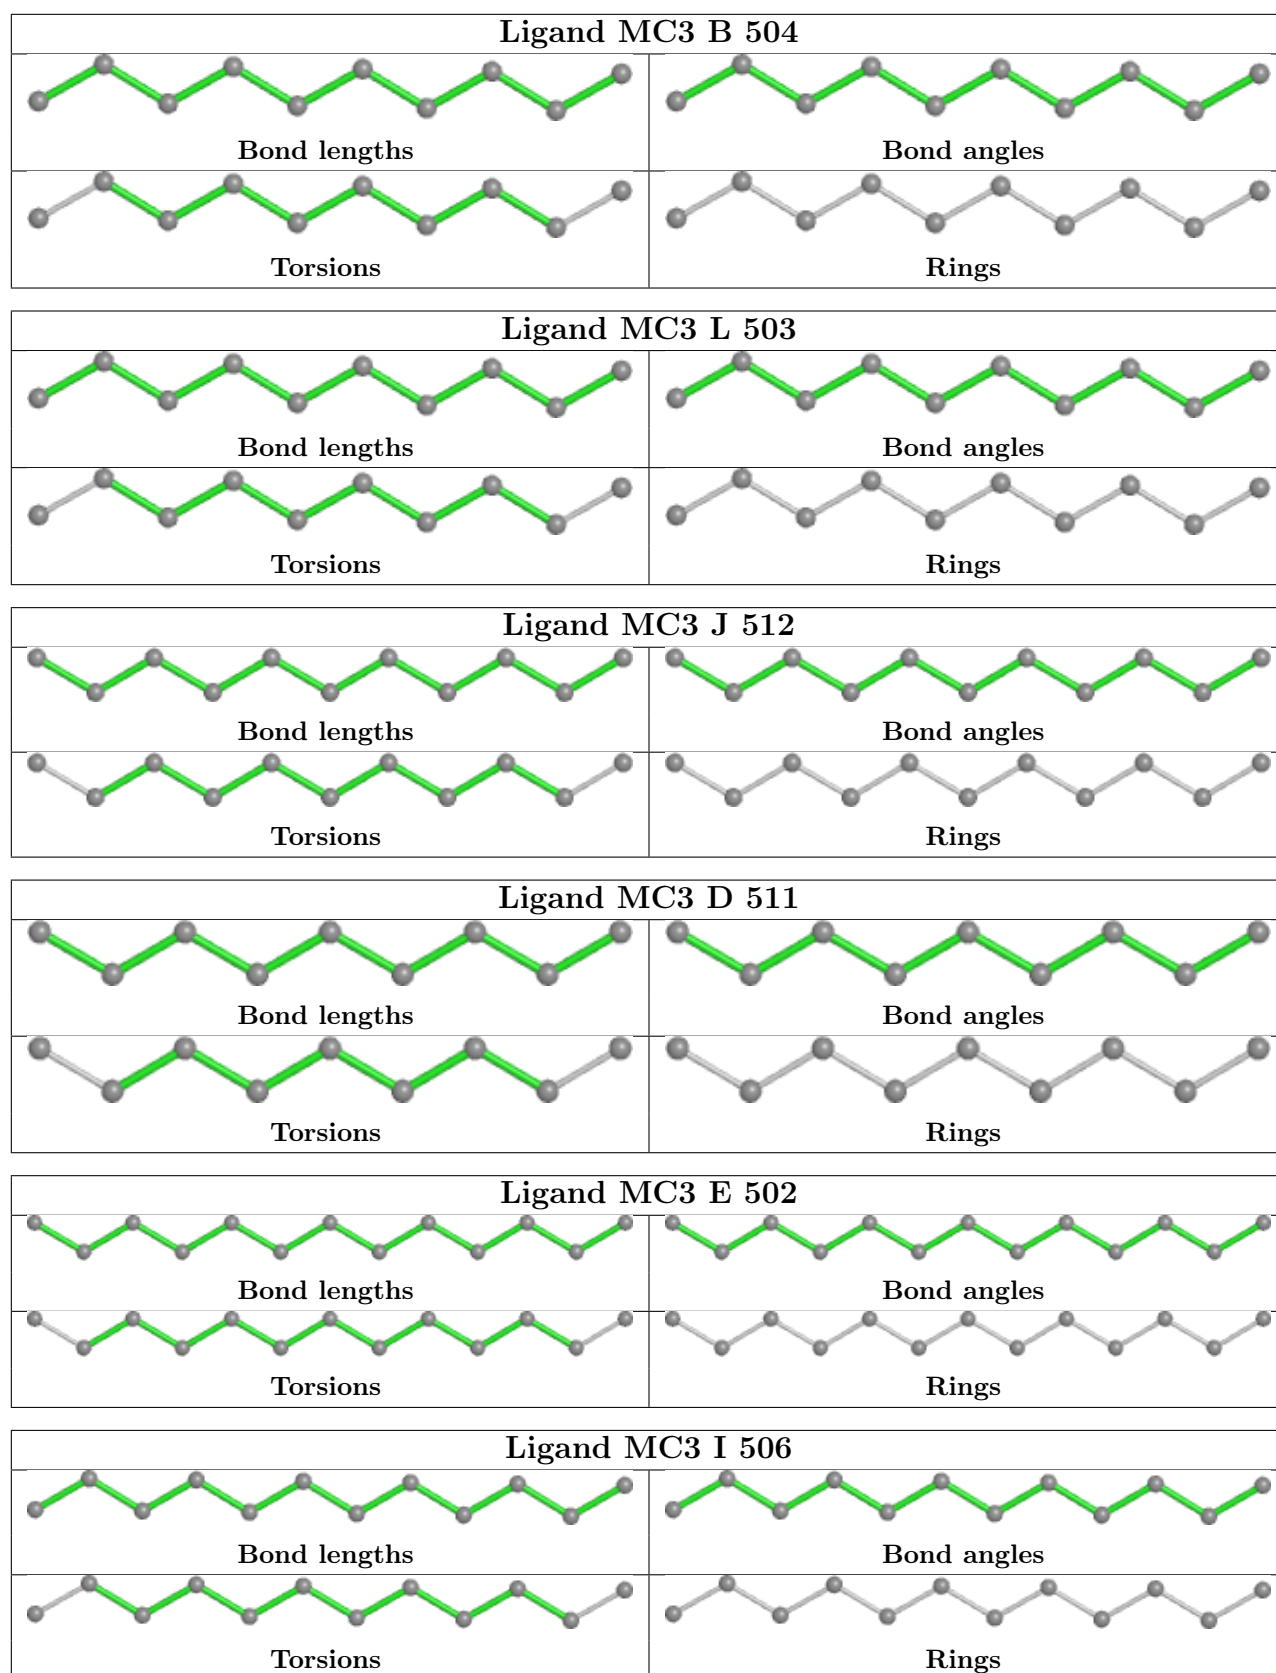 Ligand MC3 B 504
Bond lengths Bond angles
Torsions Rings
Ligand MC3 L 503
Bond lengths Bond angles
Torsions Rings
Ligand MC3 J 512
Bond lengths Bond angles
Torsions Rings
Ligand MC3 D 511
Bond lengths Bond angles
Torsions Rings
Ligand MC3 E 502
Bond lengths Bond angles
Torsions Rings
Ligand MC3 I 506
Bond lengths Bond angles
Torsions Rings